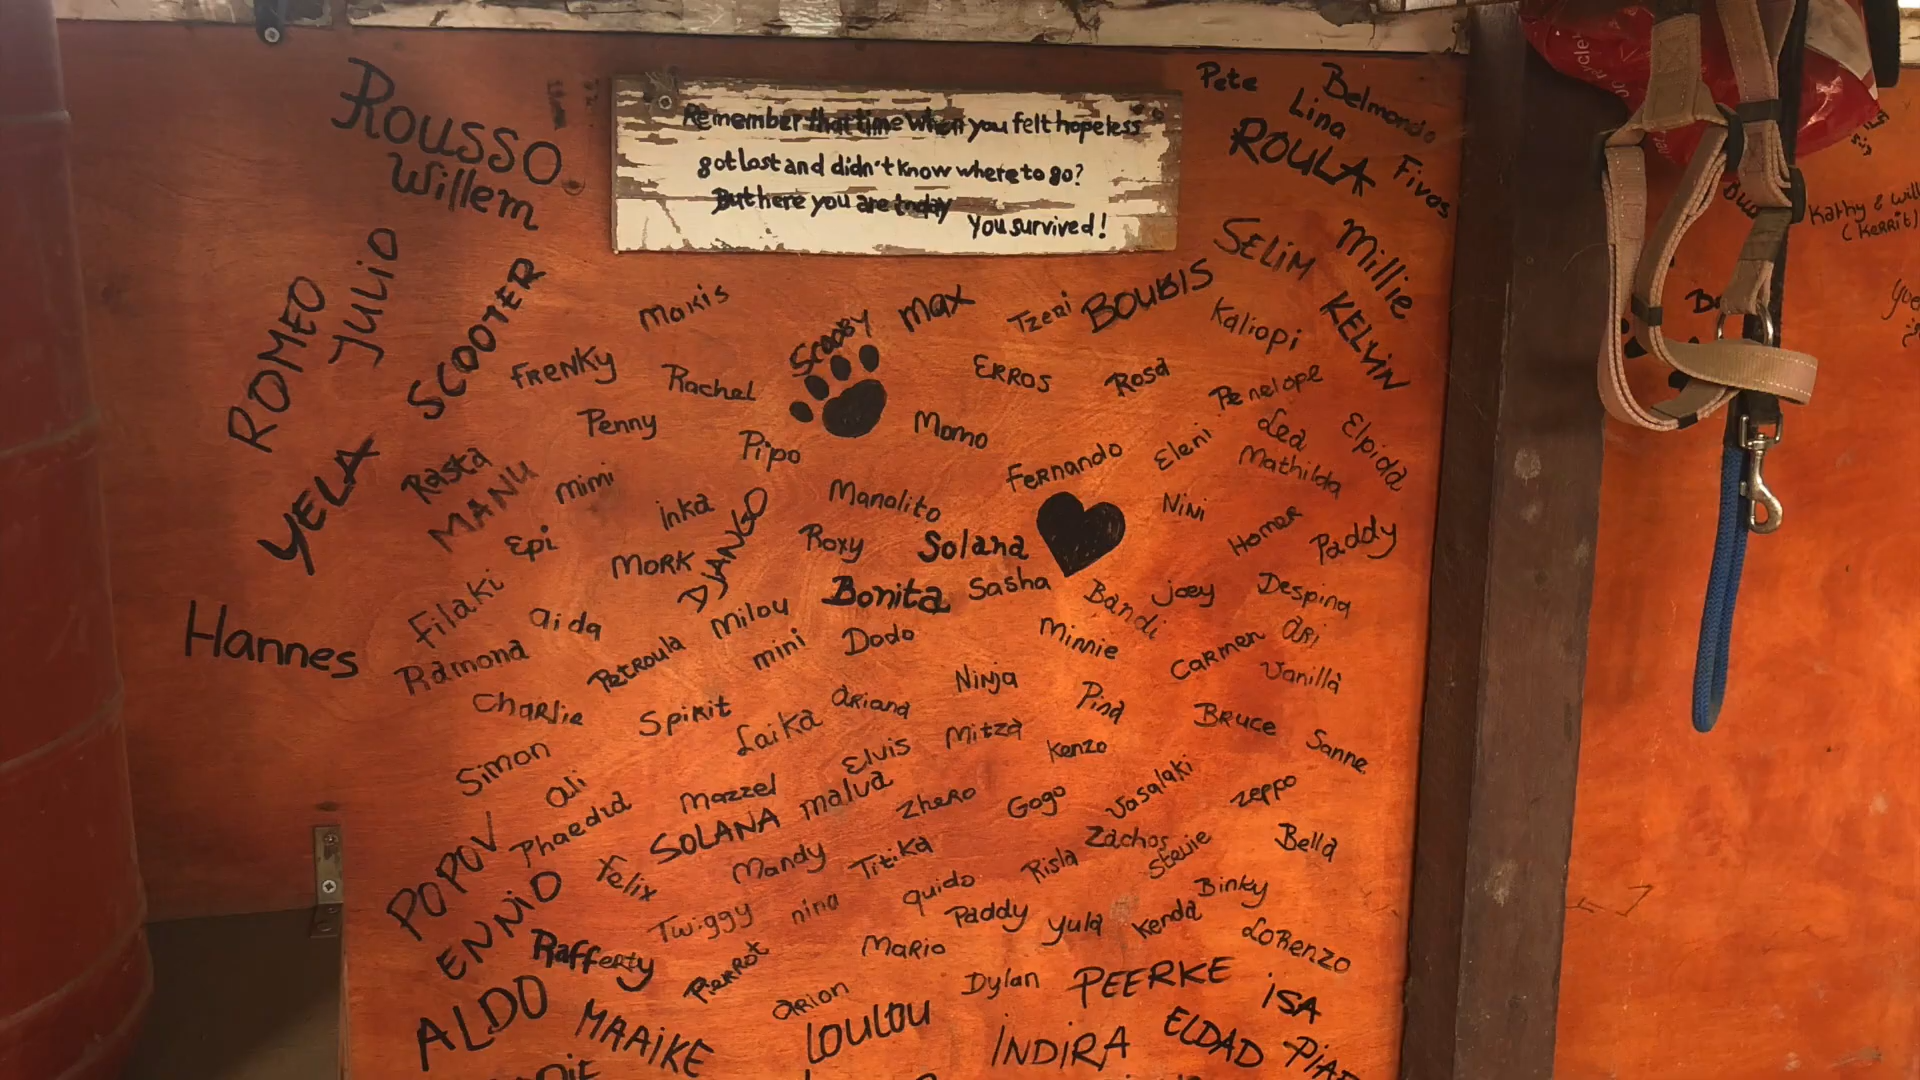 Remember that time when you felt hopeless
got lost and didn't know where to go?
But here you are today
You survived!
Rousso
Willem
Pete
Belmondo
Lina
ROULA
Fivos
Kathy & Will
(Kerrit)
ROMEO
JULIO
SCOOTER
Makis
Scooby
Max
Tzeni
BOUBIS
SELIM
Millie
Kaliopi
KELVIN
FRENKY
Rachel
ERROS
Rosa
Penelope
Penny
Pipo
Momo
Lea
Elpida
YELA
Rasta
MANU
Mimi
Inka
DJANGO
Manolito
Fernando
Eleni
Mathilda
Nini
Epi
MORK
Roxy
Solana
Homer
Paddy
Filaki
aida
Milou
Bonita
Sasha
Bandi
Joey
Despina
Hannes
Ramona
Petroula
mini
Dodo
Minnie
Carmen
Ari
Vanilla
Charlie
Spirit
Laika
Ariana
Ninja
Pina
Bruce
Sanne
Simon
Ali
Mazzel
Elvis
Mitza
Kenzo
POPOV
Phaedra
SOLANA
malva
Zhero
Gogo
Vasalaki
Zeppo
ENNIO
Felix
Mandy
Titika
Risla
Zachos
Stevie
Bella
Rafferty
Twiggy
nina
Quido
Paddy
Yula
Kenda
Binky
Lorenzo
Pierrot
Mario
ALDO
MAAIKE
Arion
LOULOU
Dylan
PEERKE
ISA
INDIRA
ELDAD